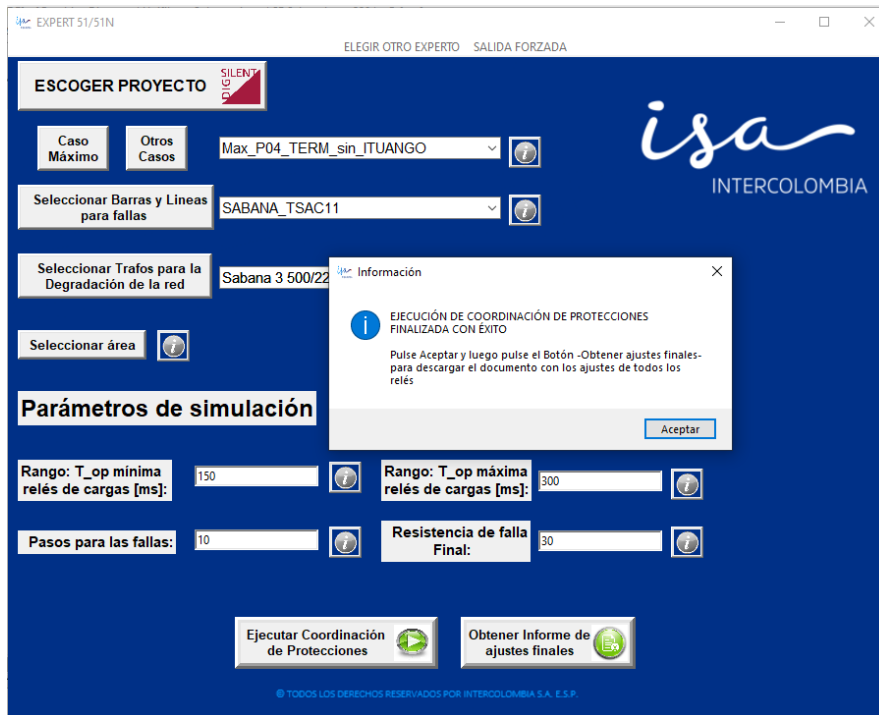 EXPERT 51/51N
ELEGIR OTRO EXPERTO SALIDA FORZADA
ESCOGER PROYECTO
DIG
SILENT
Caso
Máximo
Otros
Casos
Max_P04_TERM_sin_ITUANGO
isa
INTERCOLOMBIA
Seleccionar Barras y Lineas
para fallas
SABANA_TSAC11
Seleccionar Trafos para la
Degradación de la red
Sabana 3 500/22
Información
EJECUCIÓN DE COORDINACIÓN DE PROTECCIONES
FINALIZADA CON ÉXITO
Pulse Aceptar y luego pulse el Botón -Obtener ajustes finales-
para descargar el documento con los ajustes de todos los
relés
Aceptar
Seleccionar área
Parámetros de simulación
Rango: T_op mínima
relés de cargas [ms]:
150
Rango: T_op máxima
relés de cargas [ms]:
300
Pasos para las fallas:
10
Resistencia de falla
Final:
30
Ejecutar Coordinación
de Protecciones
Obtener Informe de
ajustes finales
© TODOS LOS DERECHOS RESERVADOS POR INTERCOLOMBIA S.A. E.S.P.